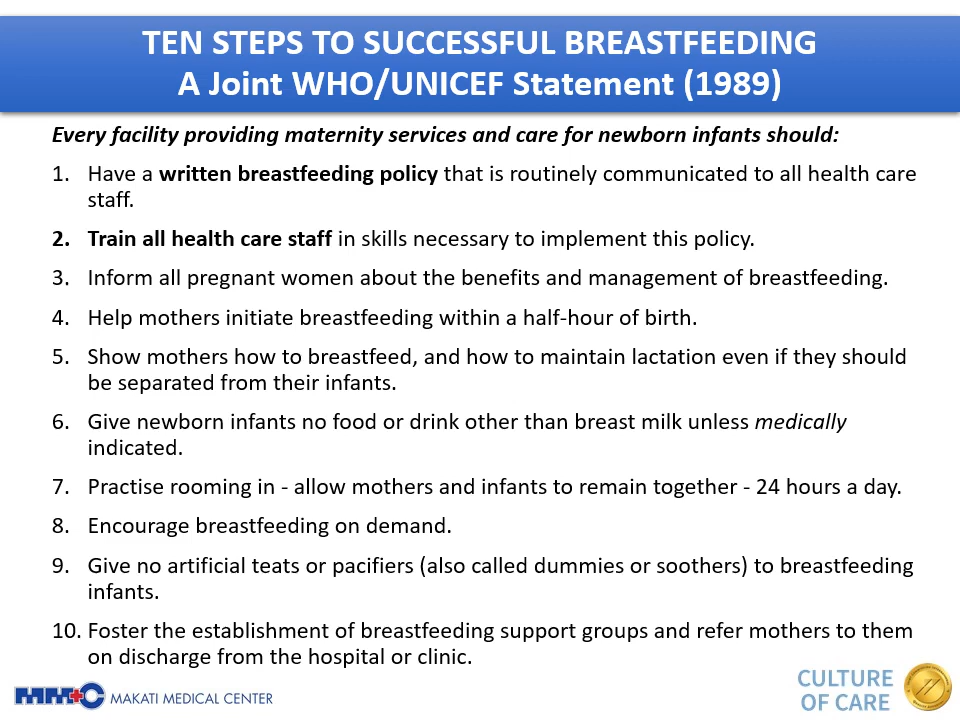 TEN STEPS TO SUCCESSFUL BREASTFEEDING
A Joint WHO/UNICEF Statement (1989)
Every facility providing maternity services and care for newborn infants should:
1. Have a written breastfeeding policy that is routinely communicated to all health care
staff.
2. Train all health care staff in skills necessary to implement this policy.
3. Inform all pregnant women about the benefits and management of breastfeeding.
4. Help mothers initiate breastfeeding within a half-hour of birth.
5. Show mothers how to breastfeed, and how to maintain lactation even if they should
be separated from their infants.
6. Give newborn infants no food or drink other than breast milk unless medically
indicated.
7. Practise rooming in - allow mothers and infants to remain together - 24 hours a day.
8. Encourage breastfeeding on demand.
9. Give no artificial teats or pacifiers (also called dummies or soothers) to breastfeeding
infants.
10. Foster the establishment of breastfeeding support groups and refer mothers to them
on discharge from the hospital or clinic.
MMC MAKATI MEDICAL CENTER
CULTURE
OF CARE